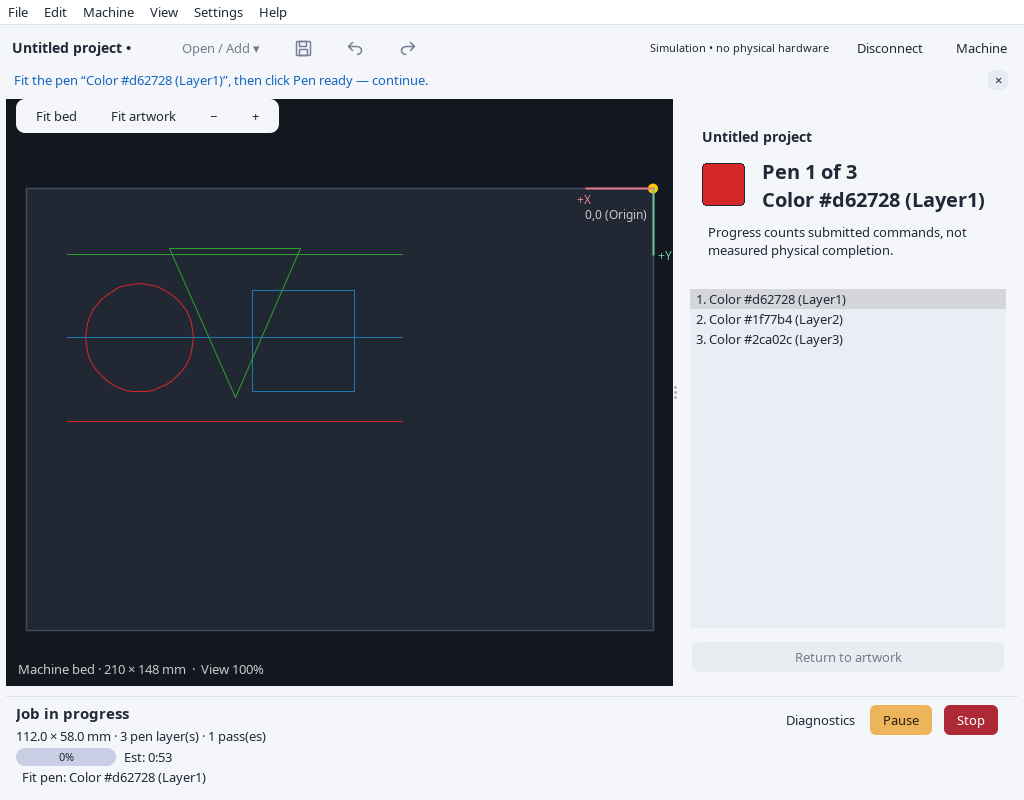 File Edit Machine View Settings Help
Untitled project • Open / Add ▾ Simulation • no physical hardware Disconnect Machine
Fit the pen “Color #d62728 (Layer1)”, then click Pen ready — continue. ×
Fit bed Fit artwork − +
+X
0,0 (Origin)
+Y
Machine bed · 210 × 148 mm · View 100%
Untitled project
Pen 1 of 3
Color #d62728 (Layer1)
Progress counts submitted commands, not
measured physical completion.
1. Color #d62728 (Layer1)
2. Color #1f77b4 (Layer2)
3. Color #2ca02c (Layer3)
Return to artwork
Job in progress
112.0 × 58.0 mm · 3 pen layer(s) · 1 pass(es)
0% Est: 0:53
Fit pen: Color #d62728 (Layer1)
Diagnostics Pause Stop